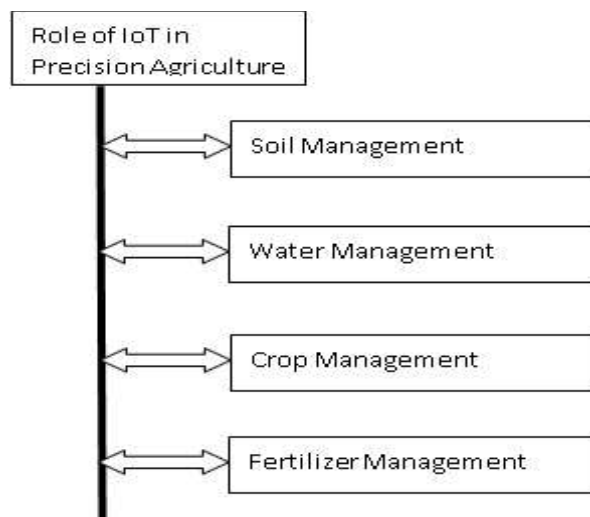 Role of IoT in
Precision Agriculture
Soil Management
Water Management
Crop Management
Fertilizer Management